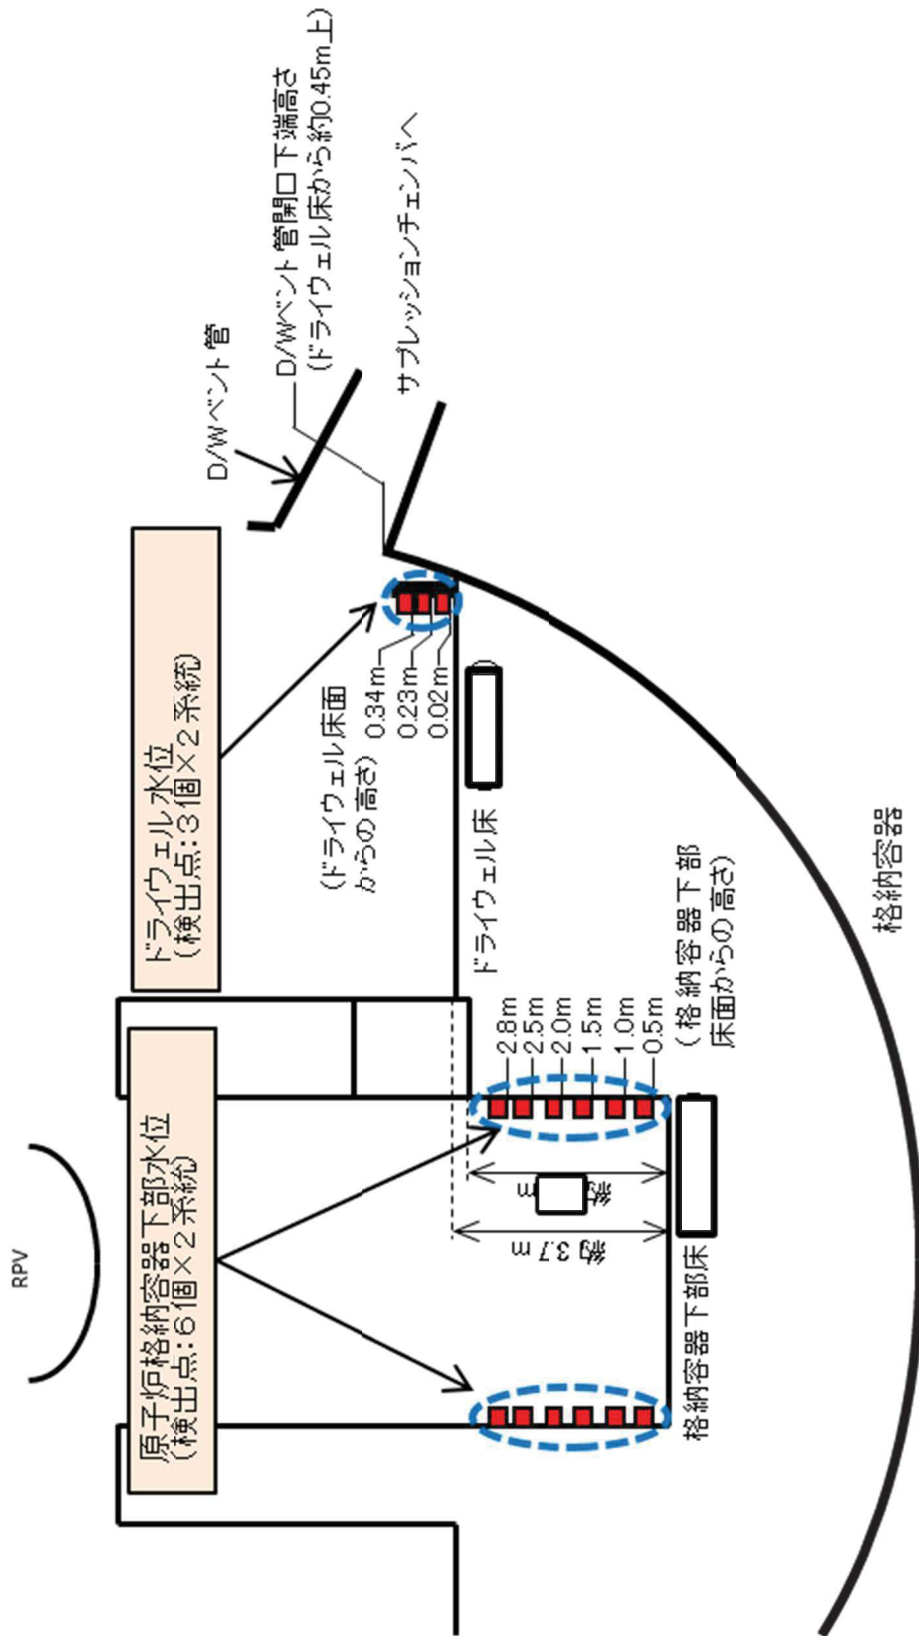 RPV
原子炉格納容器下部水位
(検出点:6個×2系統)
ドライウェル水位
(検出点:3個×2系統)
D/Wベント管
D/Wベント管開口下端高さ
(ドライウェル床から約0.45m上)
サプレッションチェンバへ
(ドライウェル床面
からの高さ)
0.34m
0.23m
0.02m
ドライウェル床
2.8m
2.5m
2.0m
1.5m
1.0m
0.5m
(格納容器下部
床面からの高さ)
約 m
約3.7m
格納容器下部床
格納容器